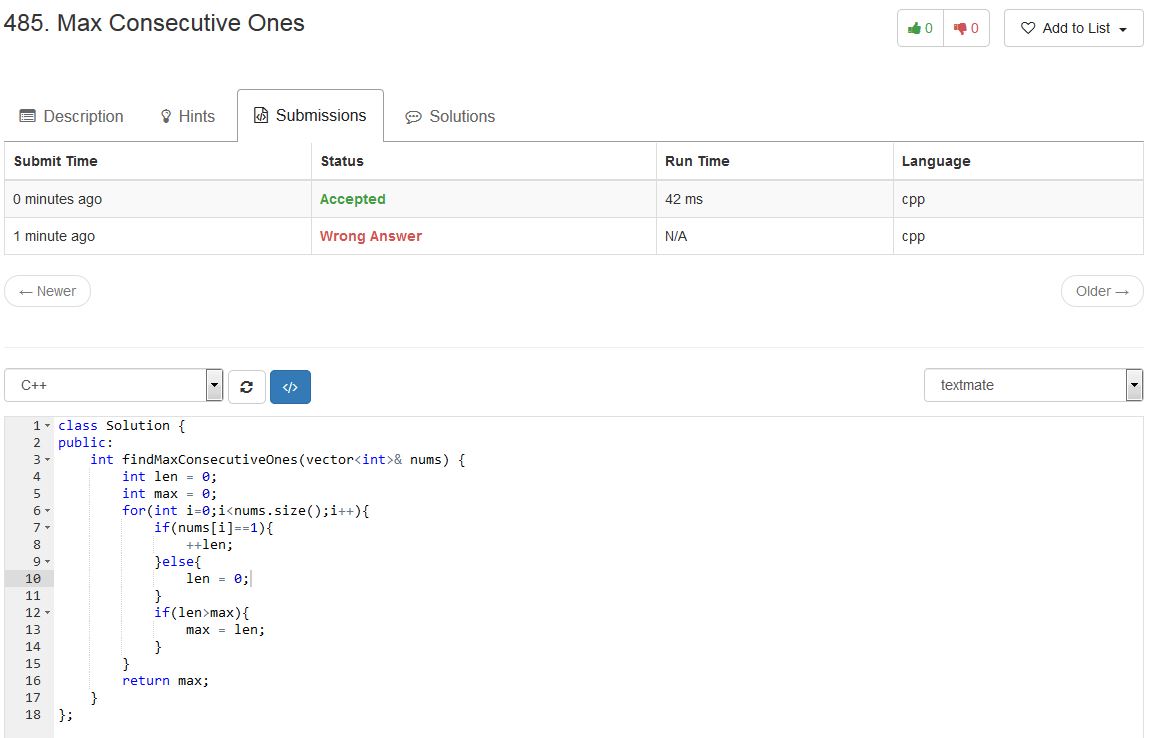 485. Max Consecutive Ones
0 0 Add to List
Description Hints Submissions Solutions
Submit Time Status Run Time Language
0 minutes ago Accepted 42 ms cpp
1 minute ago Wrong Answer N/A cpp
← Newer Older →
C++ </> textmate
1 class Solution {
2 public:
3     int findMaxConsecutiveOnes(vector<int>& nums) {
4         int len = 0;
5         int max = 0;
6         for(int i=0;i<nums.size();i++){
7             if(nums[i]==1){
8                 ++len;
9             }else{
10                 len = 0;
11             }
12             if(len>max){
13                 max = len;
14             }
15         }
16         return max;
17     }
18 };